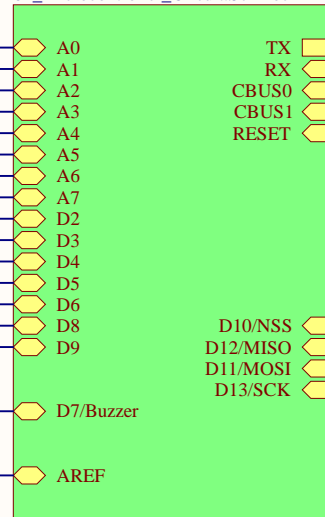 A0 TX
A1 RX
A2 CBUS0
A3 CBUS1
A4 RESET
A5
A6
A7
D2
D3
D4
D5
D6
D8 D10/NSS
D9 D12/MISO
D11/MOSI
D13/SCK
D7/Buzzer
AREF